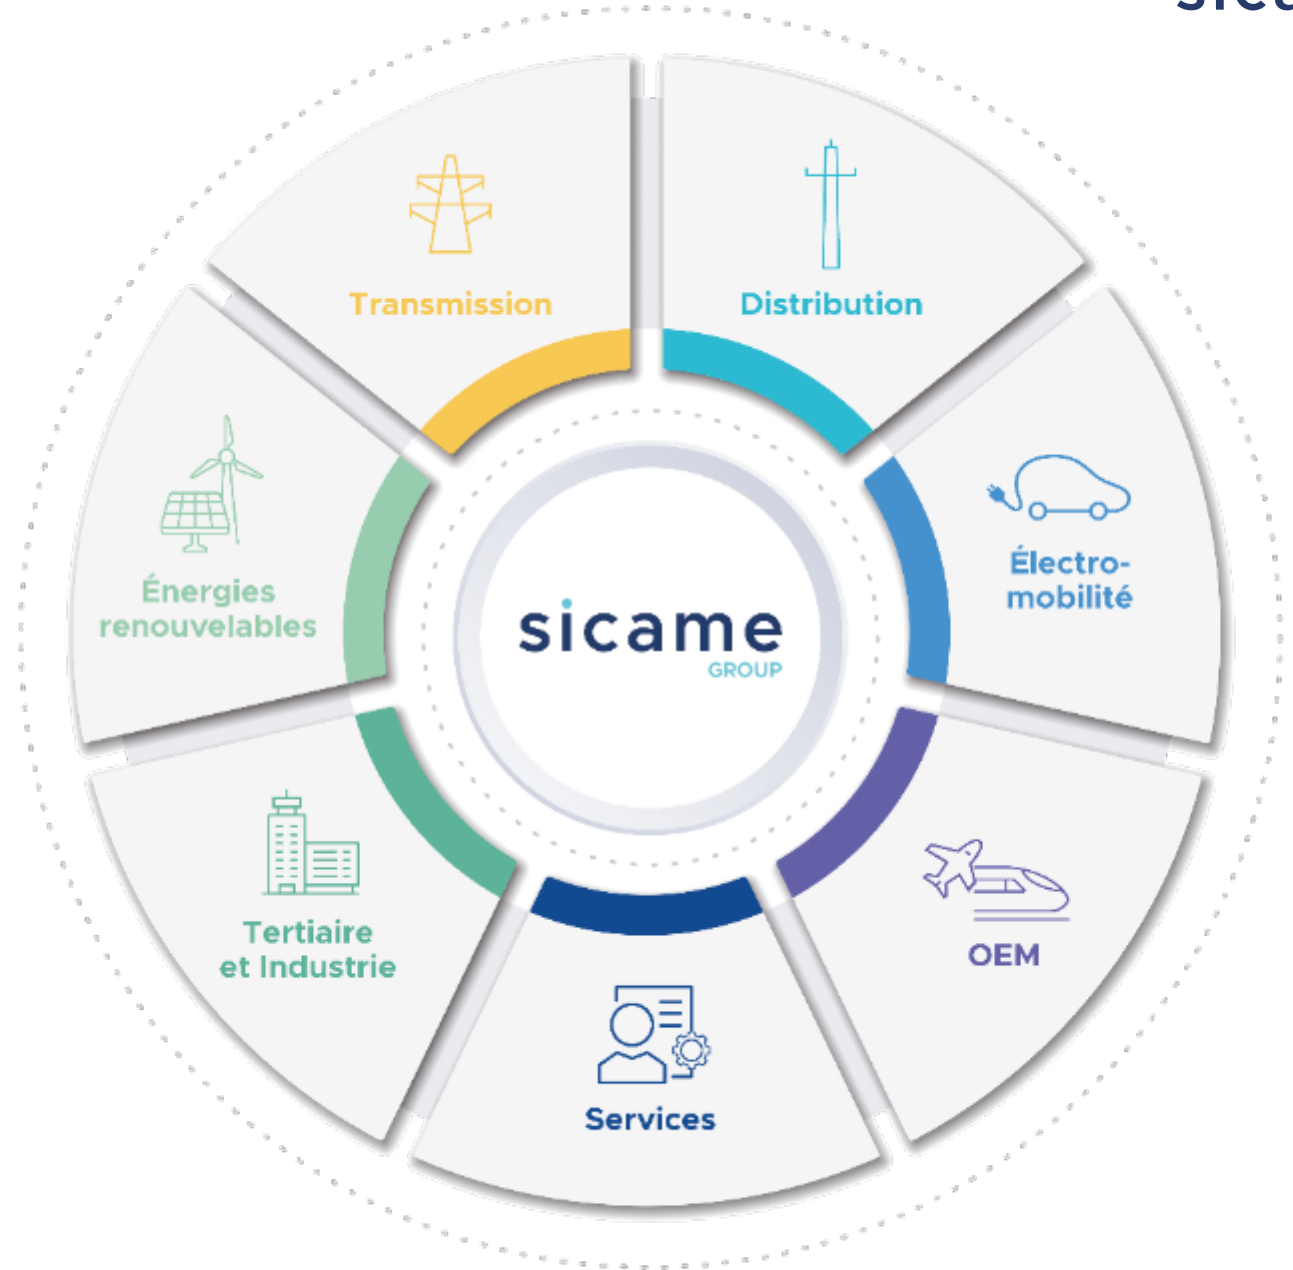 Transmission
Distribution
Électro-
mobilité
OEM
Services
Tertiaire
et Industrie
Énergies
renouvelables
sicame
GROUP